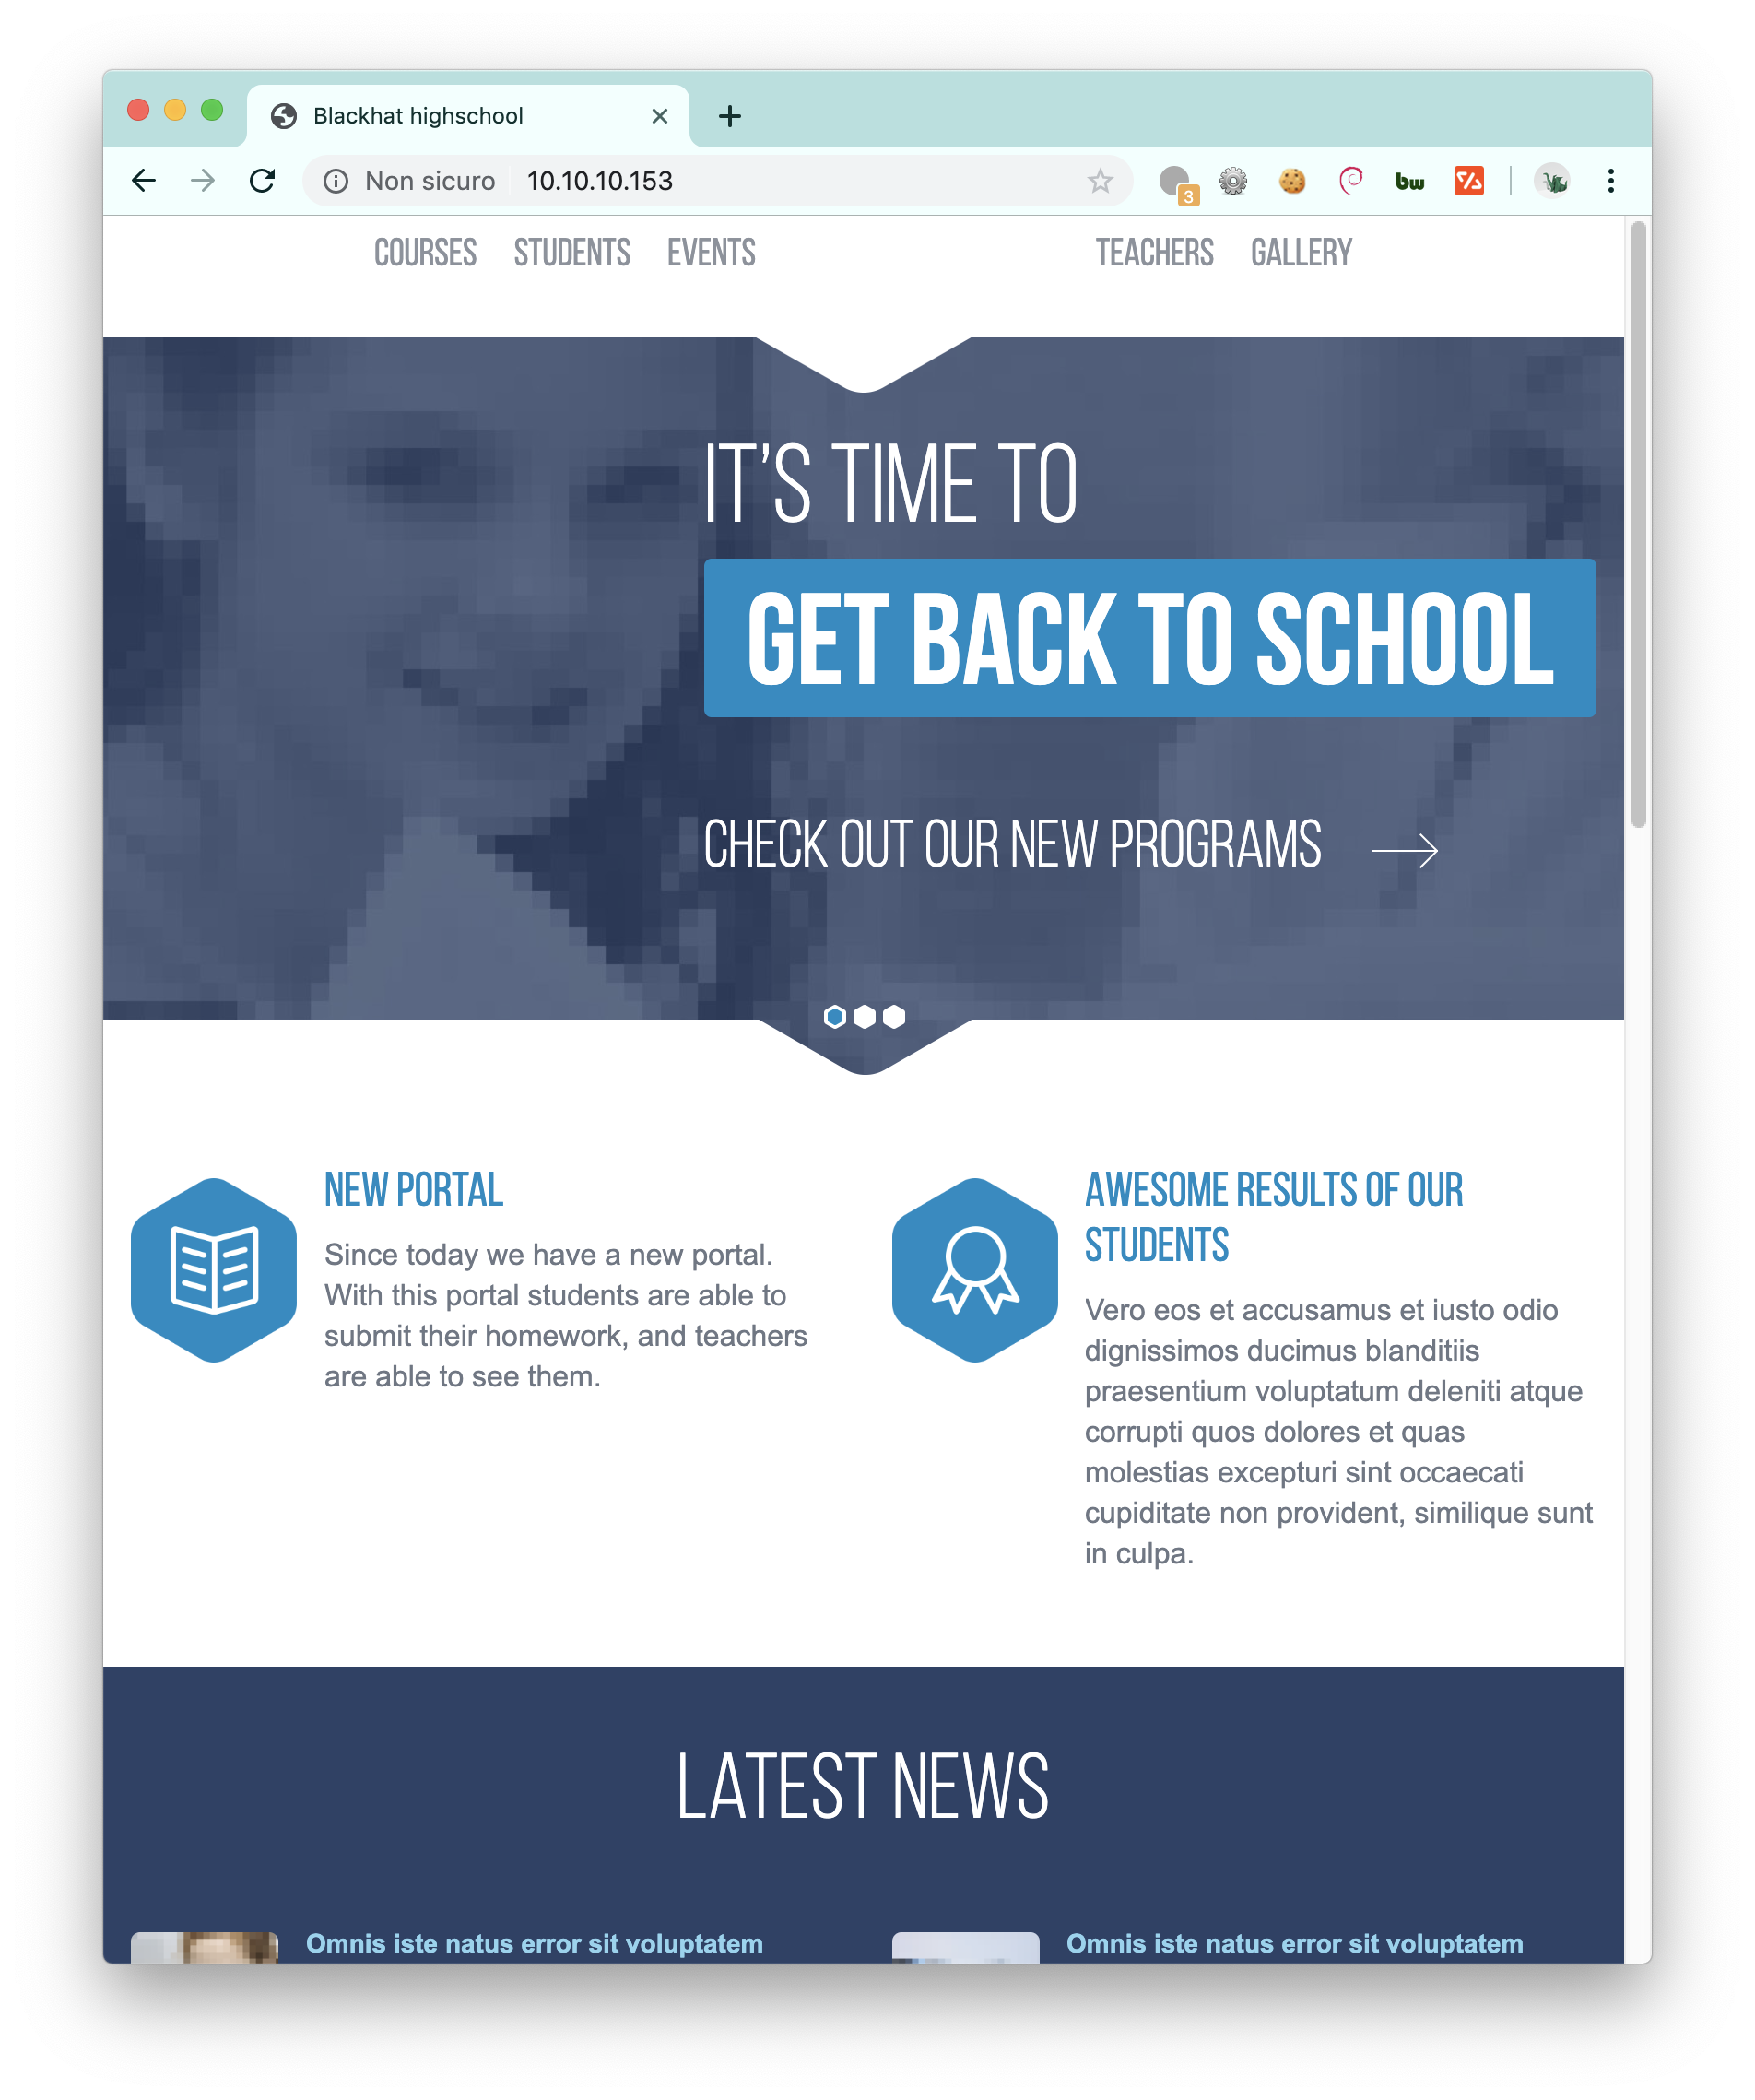 Blackhat highschool
Non sicuro 10.10.10.153
3
bw
COURSES STUDENTS EVENTS TEACHERS GALLERY
IT'S TIME TO
GET BACK TO SCHOOL
CHECK OUT OUR NEW PROGRAMS
NEW PORTAL
Since today we have a new portal.
With this portal students are able to
submit their homework, and teachers
are able to see them.
AWESOME RESULTS OF OUR
STUDENTS
Vero eos et accusamus et iusto odio
dignissimos ducimus blanditiis
praesentium voluptatum deleniti atque
corrupti quos dolores et quas
molestias excepturi sint occaecati
cupiditate non provident, similique sunt
in culpa.
LATEST NEWS
Omnis iste natus error sit voluptatem
Omnis iste natus error sit voluptatem